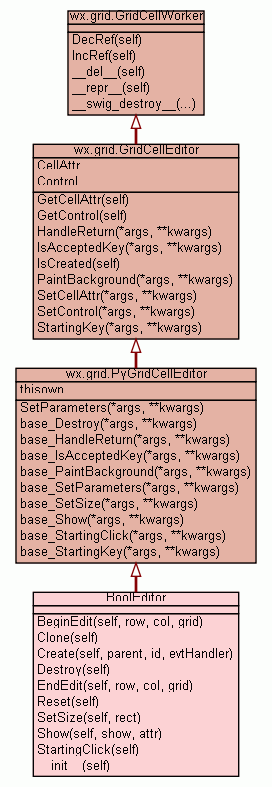 wx.grid.GridCellWorker
DecRef(self)
IncRef(self)
__del__(self)
__repr__(self)
__swig_destroy__(...)
wx.grid.GridCellEditor
CellAttr
Control
GetCellAttr(self)
GetControl(self)
HandleReturn(*args, **kwargs)
IsAcceptedKey(*args, **kwargs)
IsCreated(self)
PaintBackground(*args, **kwargs)
SetCellAttr(*args, **kwargs)
SetControl(*args, **kwargs)
StartingKey(*args, **kwargs)
wx.grid.PyGridCellEditor
thisown
SetParameters(*args, **kwargs)
base_Destroy(*args, **kwargs)
base_HandleReturn(*args, **kwargs)
base_IsAcceptedKey(*args, **kwargs)
base_PaintBackground(*args, **kwargs)
base_SetParameters(*args, **kwargs)
base_SetSize(*args, **kwargs)
base_Show(*args, **kwargs)
base_StartingClick(*args, **kwargs)
base_StartingKey(*args, **kwargs)
BoolEditor
BeginEdit(self, row, col, grid)
Clone(self)
Create(self, parent, id, evtHandler)
Destroy(self)
EndEdit(self, row, col, grid)
Reset(self)
SetSize(self, rect)
Show(self, show, attr)
StartingClick(self)
__init__(self)